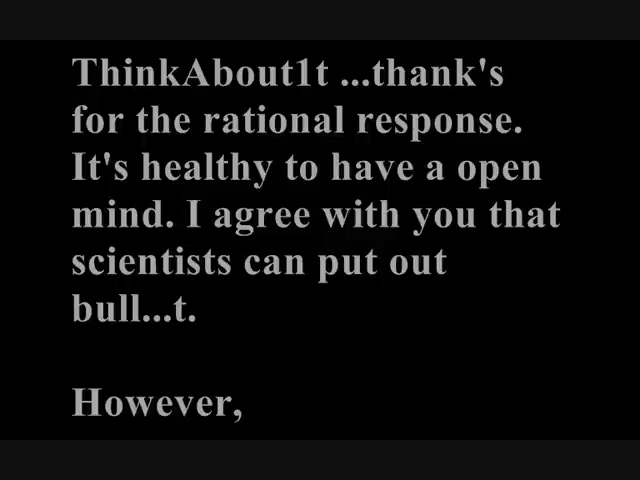 ThinkAbout1t ...thank's
for the rational response.
It's healthy to have a open
mind. I agree with you that
scientists can put out
bull...t.
However,